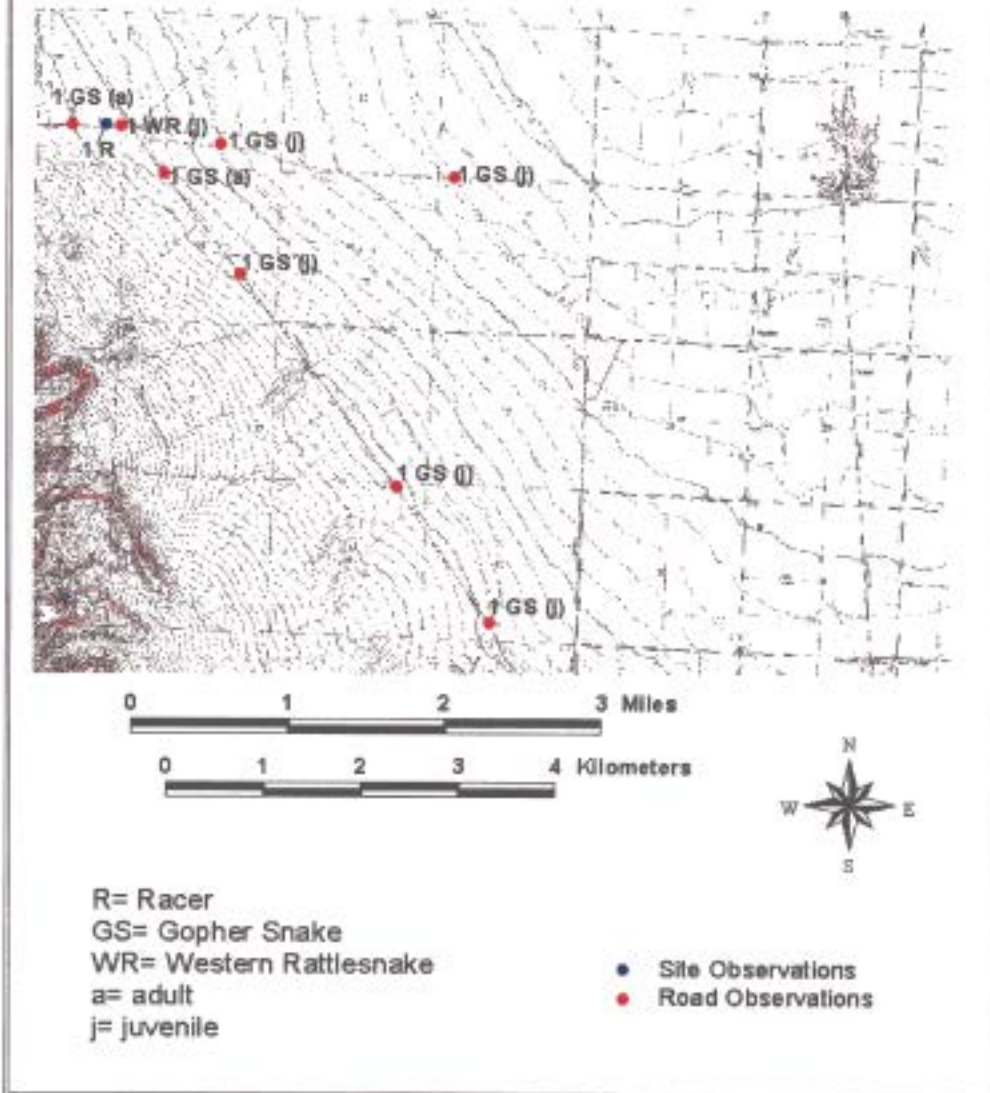 1 GS (a)
1 WR (j)
1 R
1 GS (j)
1 GS (a)
1 GS (j)
1 GS (j)
1 GS (j)
1 GS (j)
0 1 2 3 Miles
0 1 2 3 4 Kilometers
N
W E
S
R= Racer
GS= Gopher Snake
WR= Western Rattlesnake
a= adult
j= juvenile
Site Observations
Road Observations